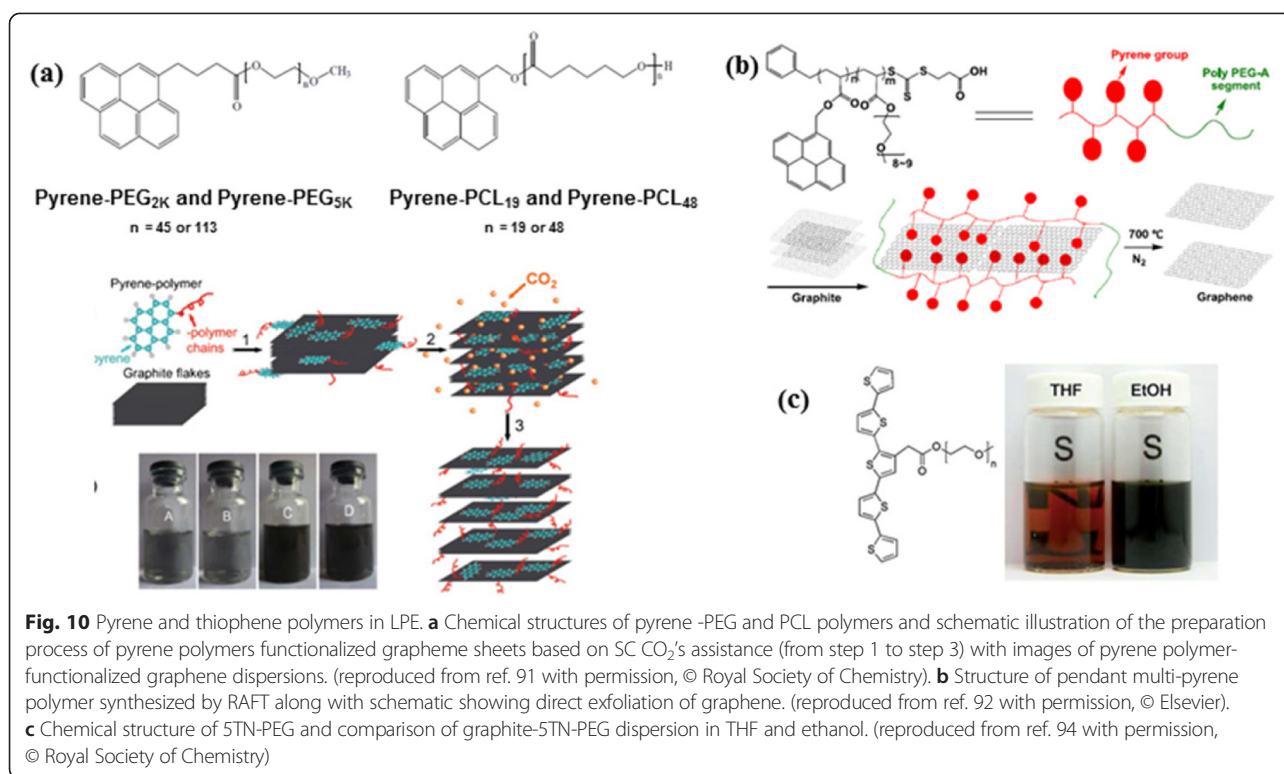 (a)
O
O
O
n
O
CH3
O
O
n
H
Pyrene-PEG2K and Pyrene-PEG5K
n = 45 or 113
Pyrene-PCL19 and Pyrene-PCL48
n = 19 or 48
Pyrene-polymer
-polymer
chains
pyrene
Graphite flakes
1
CO2
2
3
A B C D
(b)
n
m
S
S
S
O
OH
O
O
O
O
O
8~9
Pyrene group
Poly PEG-A
segment
Graphite
700 °C
N2
Graphene
(c)
S
S
S
S
S
O
O
O
n
THF
EtOH
S
S
Fig. 10 Pyrene and thiophene polymers in LPE. a Chemical structures of pyrene -PEG and PCL polymers and schematic illustration of the preparation
process of pyrene polymers functionalized grapheme sheets based on SC CO2's assistance (from step 1 to step 3) with images of pyrene polymer-
functionalized graphene dispersions. (reproduced from ref. 91 with permission, © Royal Society of Chemistry). b Structure of pendant multi-pyrene
polymer synthesized by RAFT along with schematic showing direct exfoliation of graphene. (reproduced from ref. 92 with permission, © Elsevier).
c Chemical structure of 5TN-PEG and comparison of graphite-5TN-PEG dispersion in THF and ethanol. (reproduced from ref. 94 with permission,
© Royal Society of Chemistry)